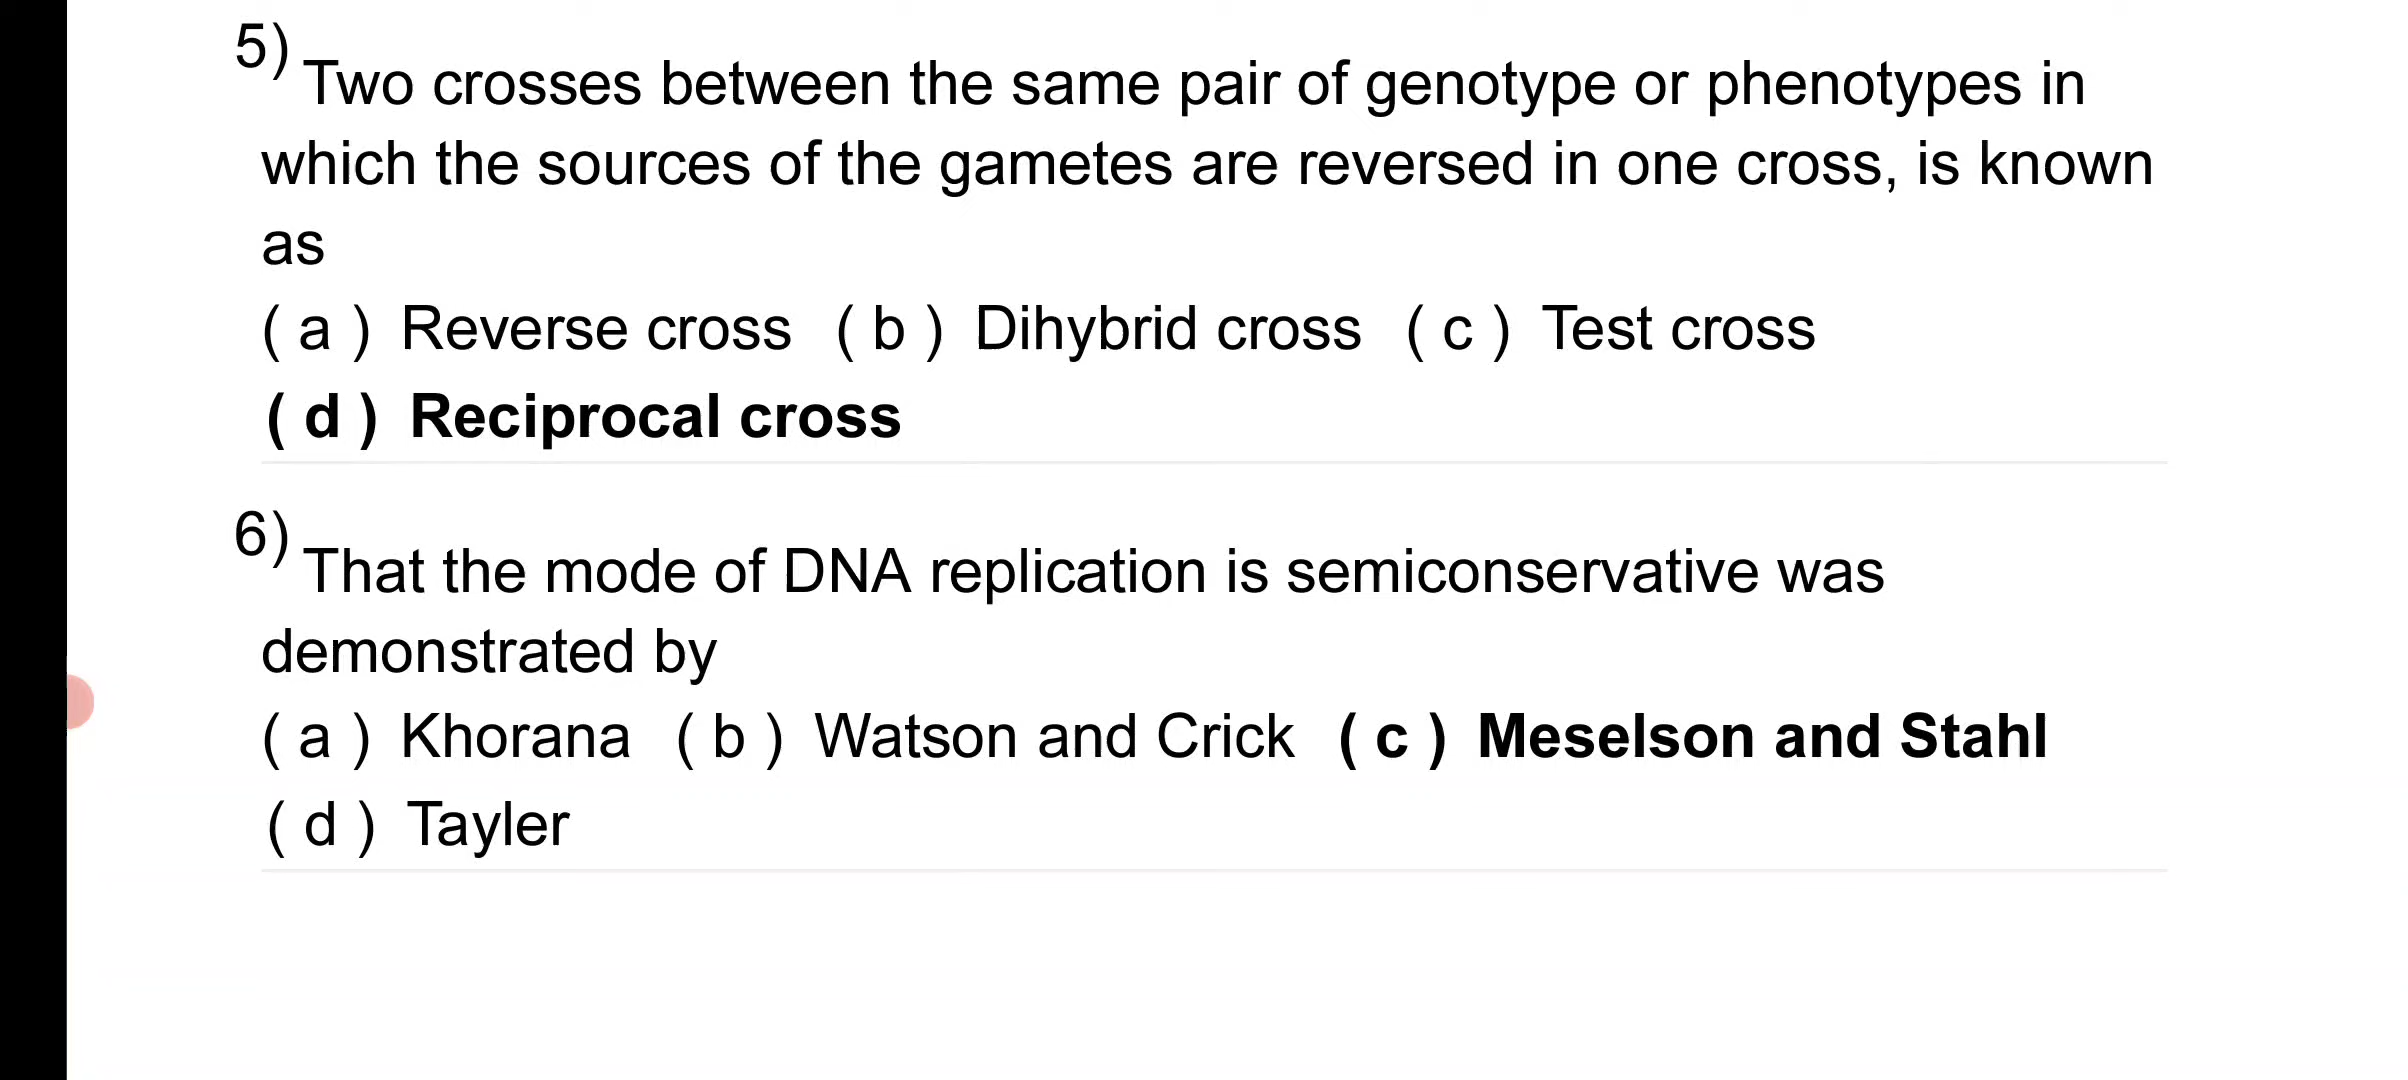 5) Two crosses between the same pair of genotype or phenotypes in
which the sources of the gametes are reversed in one cross, is known
as
( a ) Reverse cross ( b ) Dihybrid cross ( c ) Test cross
( d ) Reciprocal cross
6) That the mode of DNA replication is semiconservative was
demonstrated by
( a ) Khorana ( b ) Watson and Crick ( c ) Meselson and Stahl
( d ) Tayler